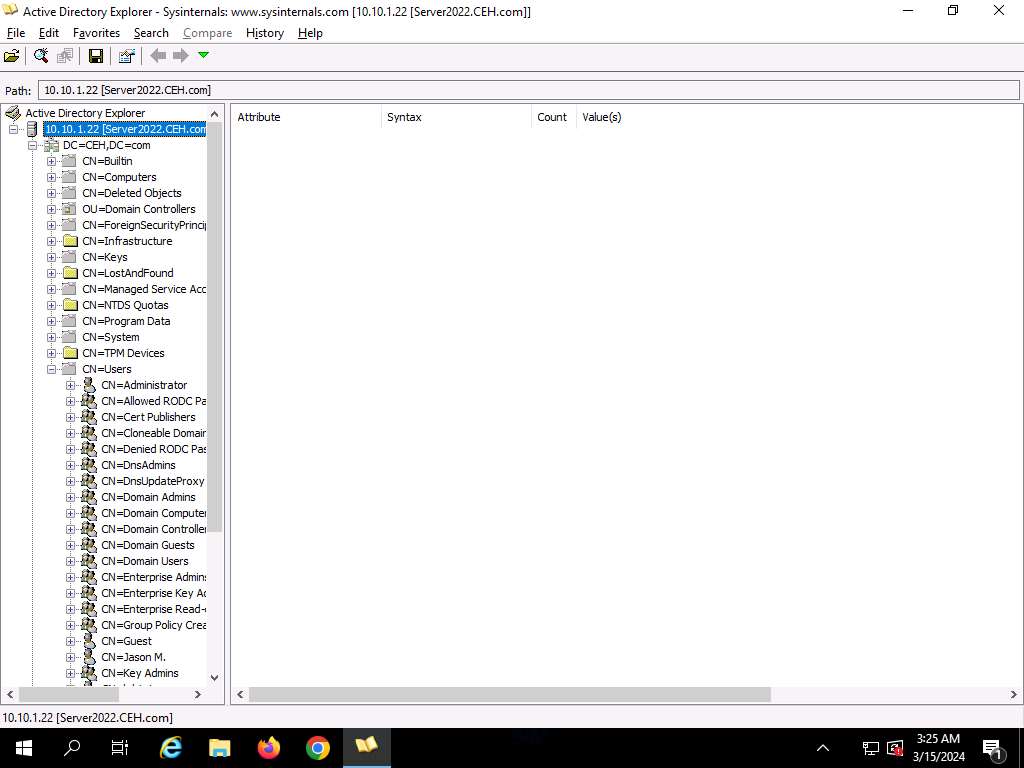 Active Directory Explorer - Sysinternals: www.sysinternals.com [10.10.1.22 [Server2022.CEH.com]]
File Edit Favorites Search Compare History Help
Path: 10.10.1.22 [Server2022.CEH.com]
Active Directory Explorer
10.10.1.22 [Server2022.CEH.com
DC=CEH,DC=com
CN=Builtin
CN=Computers
CN=Deleted Objects
OU=Domain Controllers
CN=ForeignSecurityPrincip
CN=Infrastructure
CN=Keys
CN=LostAndFound
CN=Managed Service Acc
CN=NTDS Quotas
CN=Program Data
CN=System
CN=TPM Devices
CN=Users
CN=Administrator
CN=Allowed RODC Pa
CN=Cert Publishers
CN=Cloneable Domain
CN=Denied RODC Pas
CN=DnsAdmins
CN=DnsUpdateProxy
CN=Domain Admins
CN=Domain Computer
CN=Domain Controller
CN=Domain Guests
CN=Domain Users
CN=Enterprise Admins
CN=Enterprise Key Ad
CN=Enterprise Read-o
CN=Group Policy Crea
CN=Guest
CN=Jason M.
CN=Key Admins
Attribute Syntax Count Value(s)
10.10.1.22 [Server2022.CEH.com]
3:25 AM
3/15/2024
1